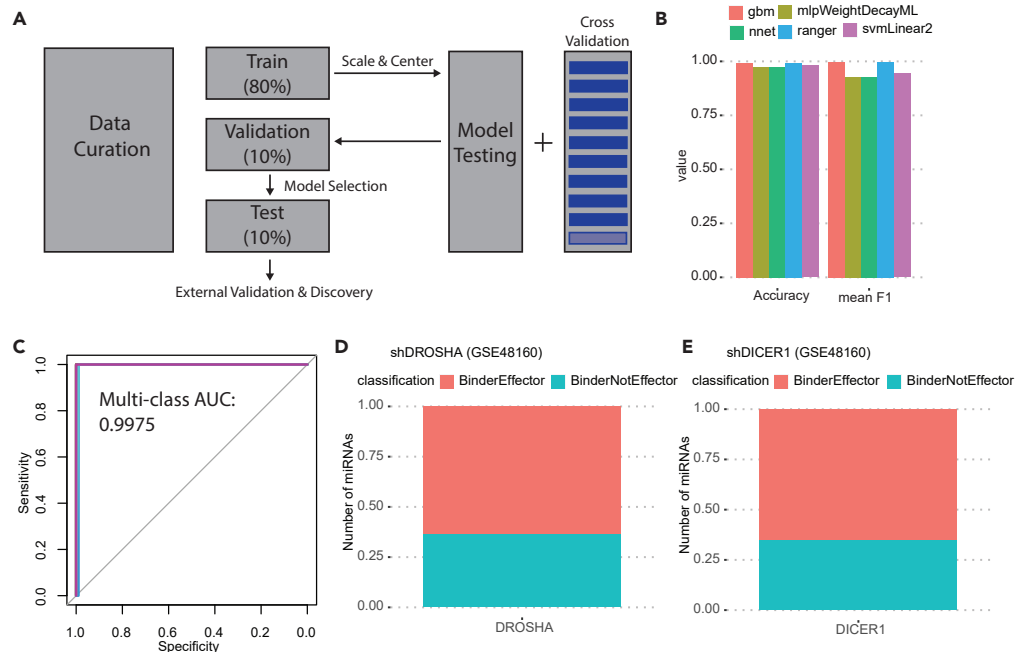 A
Data
Curation
Train
(80%)
Scale & Center
Validation
(10%)
Model Selection
Test
(10%)
External Validation & Discovery
Model
Testing
+
Cross
Validation
B
gbm
mlpWeightDecayML
nnet
ranger
svmLinear2
value
1.00
0.75
0.50
0.25
0.00
Accuracy
mean F1
C
Multi-class AUC:
0.9975
Sensitivity
1.0
0.8
0.6
0.4
0.2
0.0
1.0
0.8
0.6
0.4
0.2
0.0
Specificity
D
shDROSHA (GSE48160)
classification BinderEffector BinderNotEffector
Number of miRNAs
1.00
0.75
0.50
0.25
0.00
DROSHA
E
shDICER1 (GSE48160)
classification BinderEffector BinderNotEffector
Number of miRNAs
1.00
0.75
0.50
0.25
0.00
DICER1